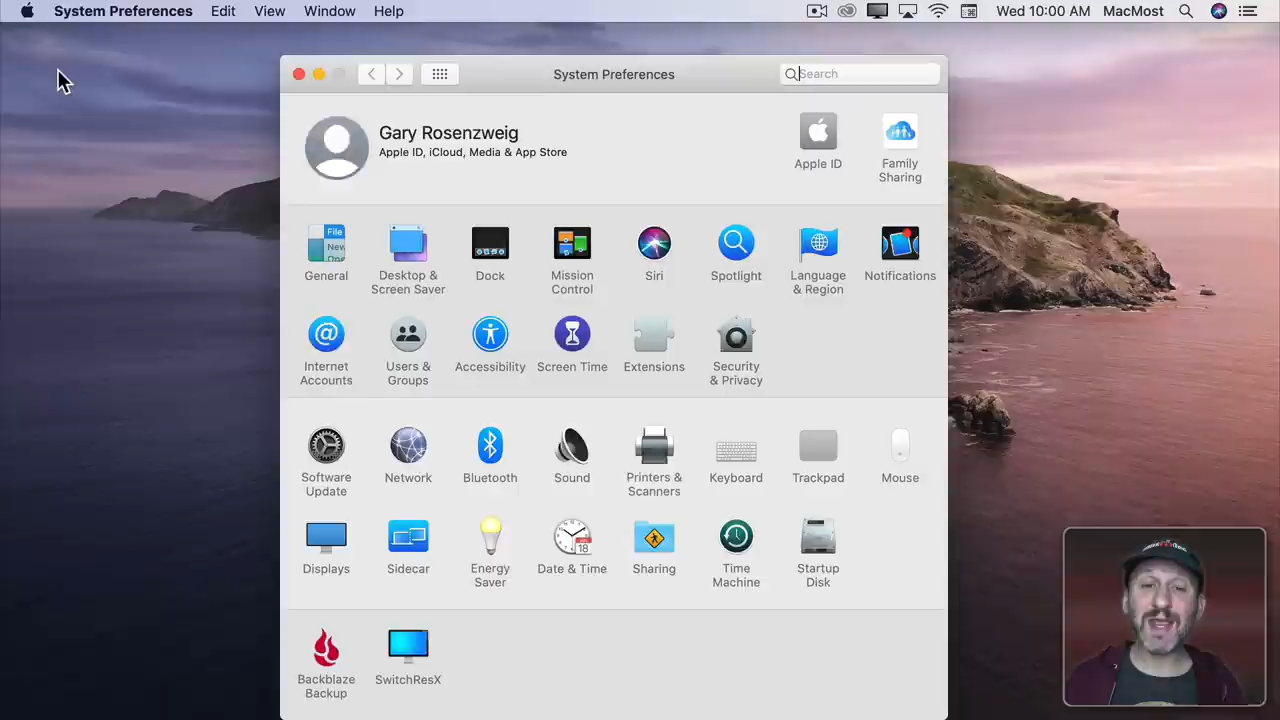 System Preferences Edit View Window Help Wed 10:00 AM MacMost
System Preferences
Search
Gary Rosenzweig
Apple ID, iCloud, Media & App Store
Apple ID
Family
Sharing
File
New
General
Desktop &
Screen Saver
Dock
Mission
Control
Siri
Spotlight
Language
& Region
Notifications
Internet
Accounts
Users &
Groups
Accessibility
Screen Time
Extensions
Security
& Privacy
Software
Update
Network
Bluetooth
Sound
Printers &
Scanners
Keyboard
Trackpad
Mouse
Displays
Sidecar
Energy
Saver
18
Date & Time
Sharing
Time
Machine
Startup
Disk
Backblaze
Backup
SwitchResX